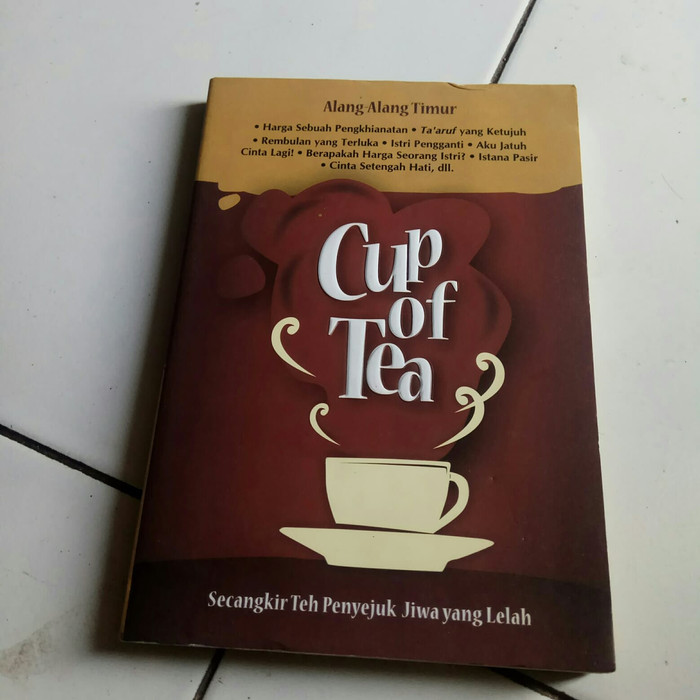 Alang-Alang Timur
• Harga Sebuah Pengkhianatan • Ta'aruf yang Ketujuh
• Rembulan yang Terluka • Istri Pengganti • Aku Jatuh
Cinta Lagi! • Berapakah Harga Seorang Istri? • Istana Pasir
• Cinta Setengah Hati, dll.
Cup
of
Tea
Secangkir Teh Penyejuk Jiwa yang Lelah